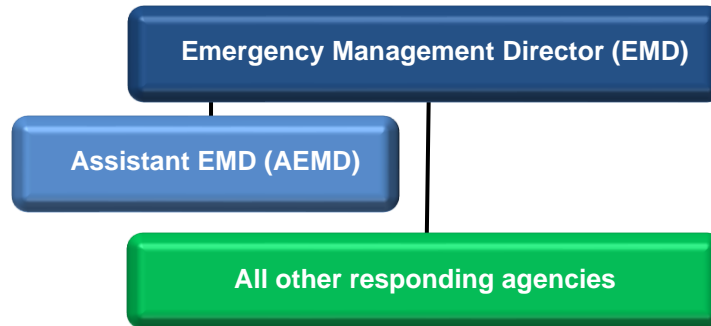 Emergency Management Director (EMD)
Assistant EMD (AEMD)
All other responding agencies